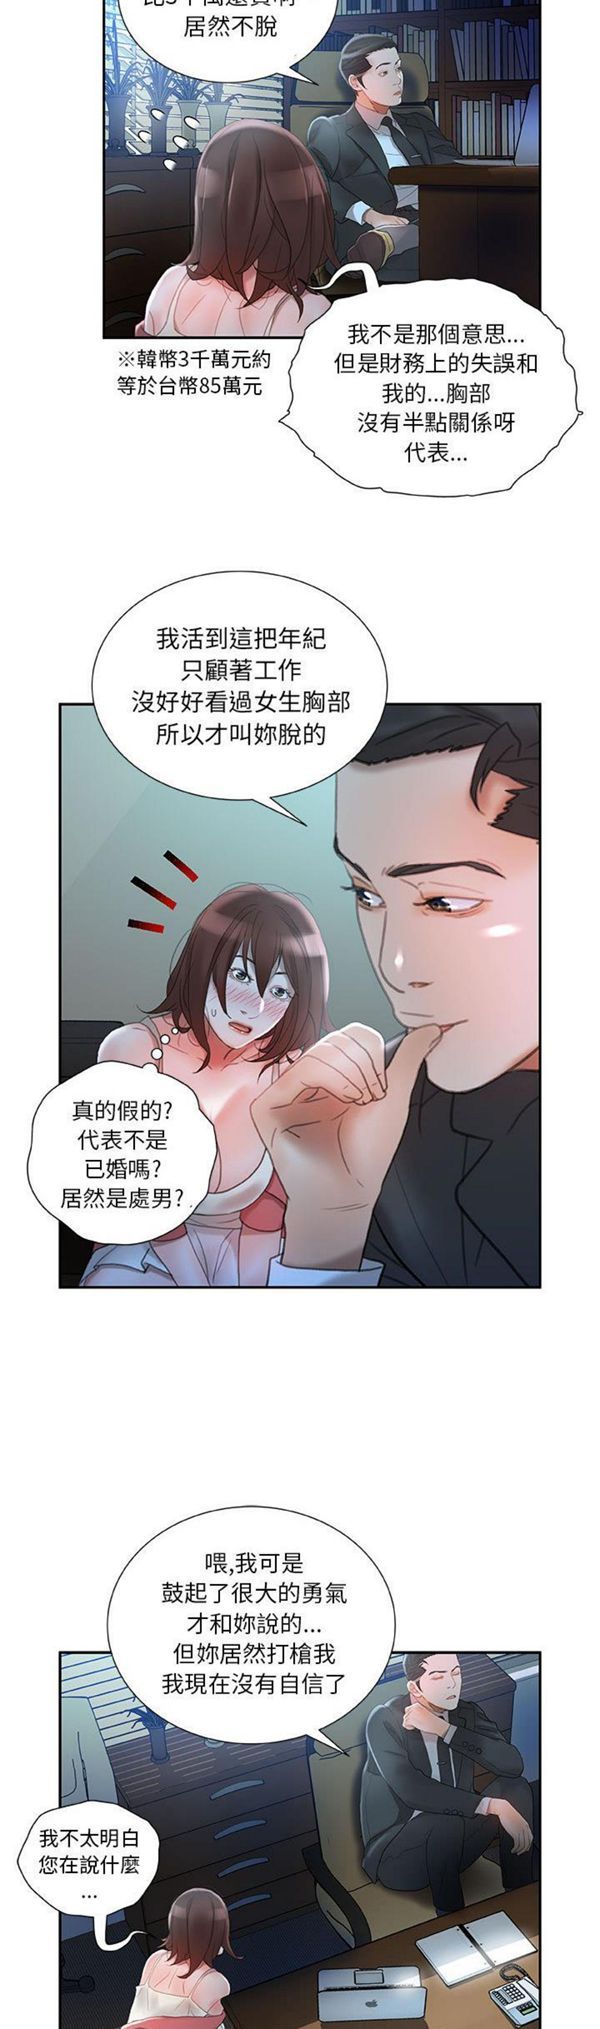 居然不脫
※韓幣3千萬元約
等於台幣85萬元
我不是那個意思...
但是財務上的失誤和
我的...胸部
沒有半點關係呀
代表...
我活到這把年紀
只顧著工作
沒好好看過女生胸部
所以才叫妳脫的
真的假的?
代表不是
已婚嗎?
居然是處男?
喂,我可是
鼓起了很大的勇氣
才和妳說的...
但妳居然打槍我
我現在沒有自信了
我不太明白
您在說什麼
...